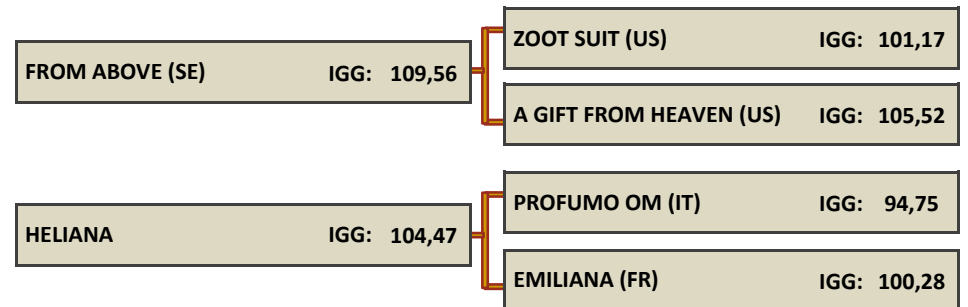 ZOOT SUIT (US) IGG: 101,17
FROM ABOVE (SE) IGG: 109,56
A GIFT FROM HEAVEN (US) IGG: 105,52
PROFUMO OM (IT) IGG: 94,75
HELIANA IGG: 104,47
EMILIANA (FR) IGG: 100,28